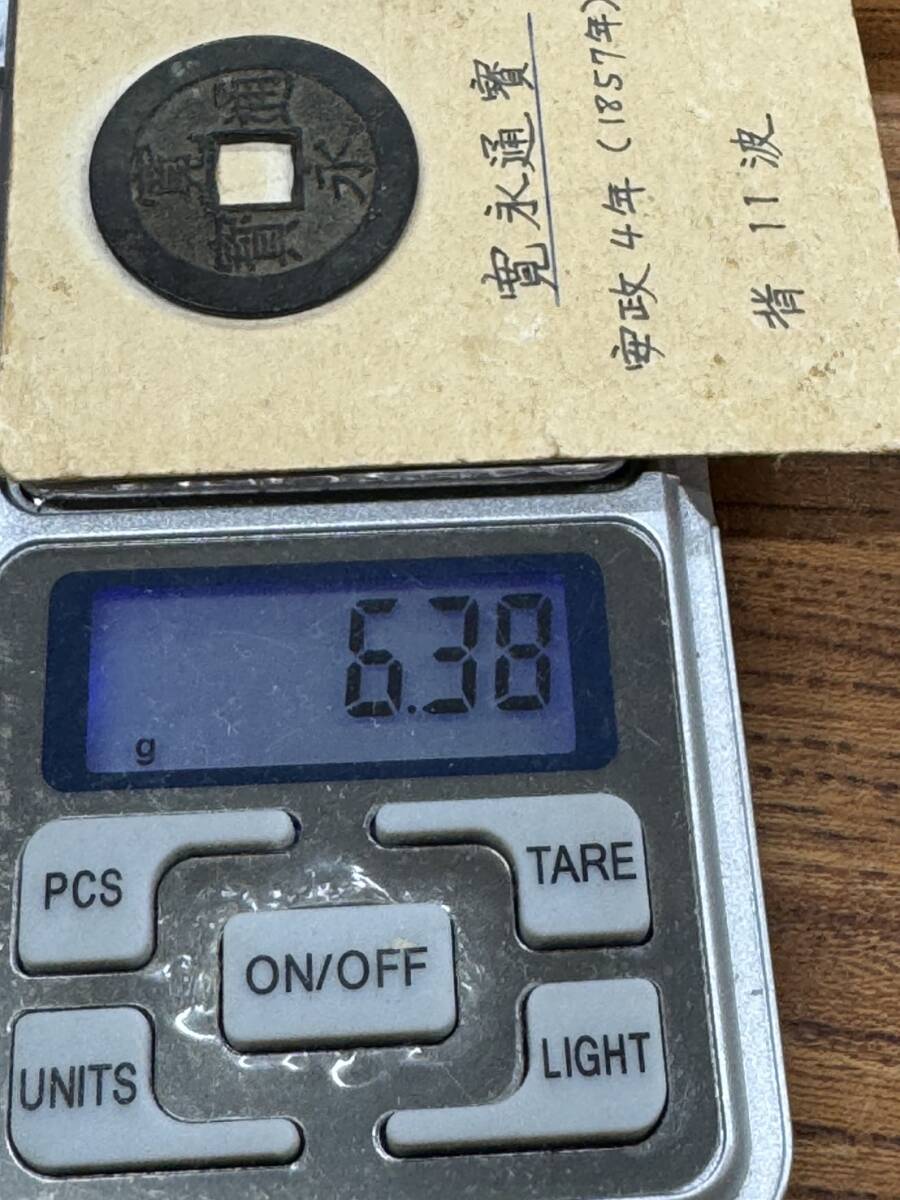 寛永通寳
寛永通寶
安政4年(1857年)
背11波
6.38
g
PCS
TARE
ON/OFF
UNITS
LIGHT